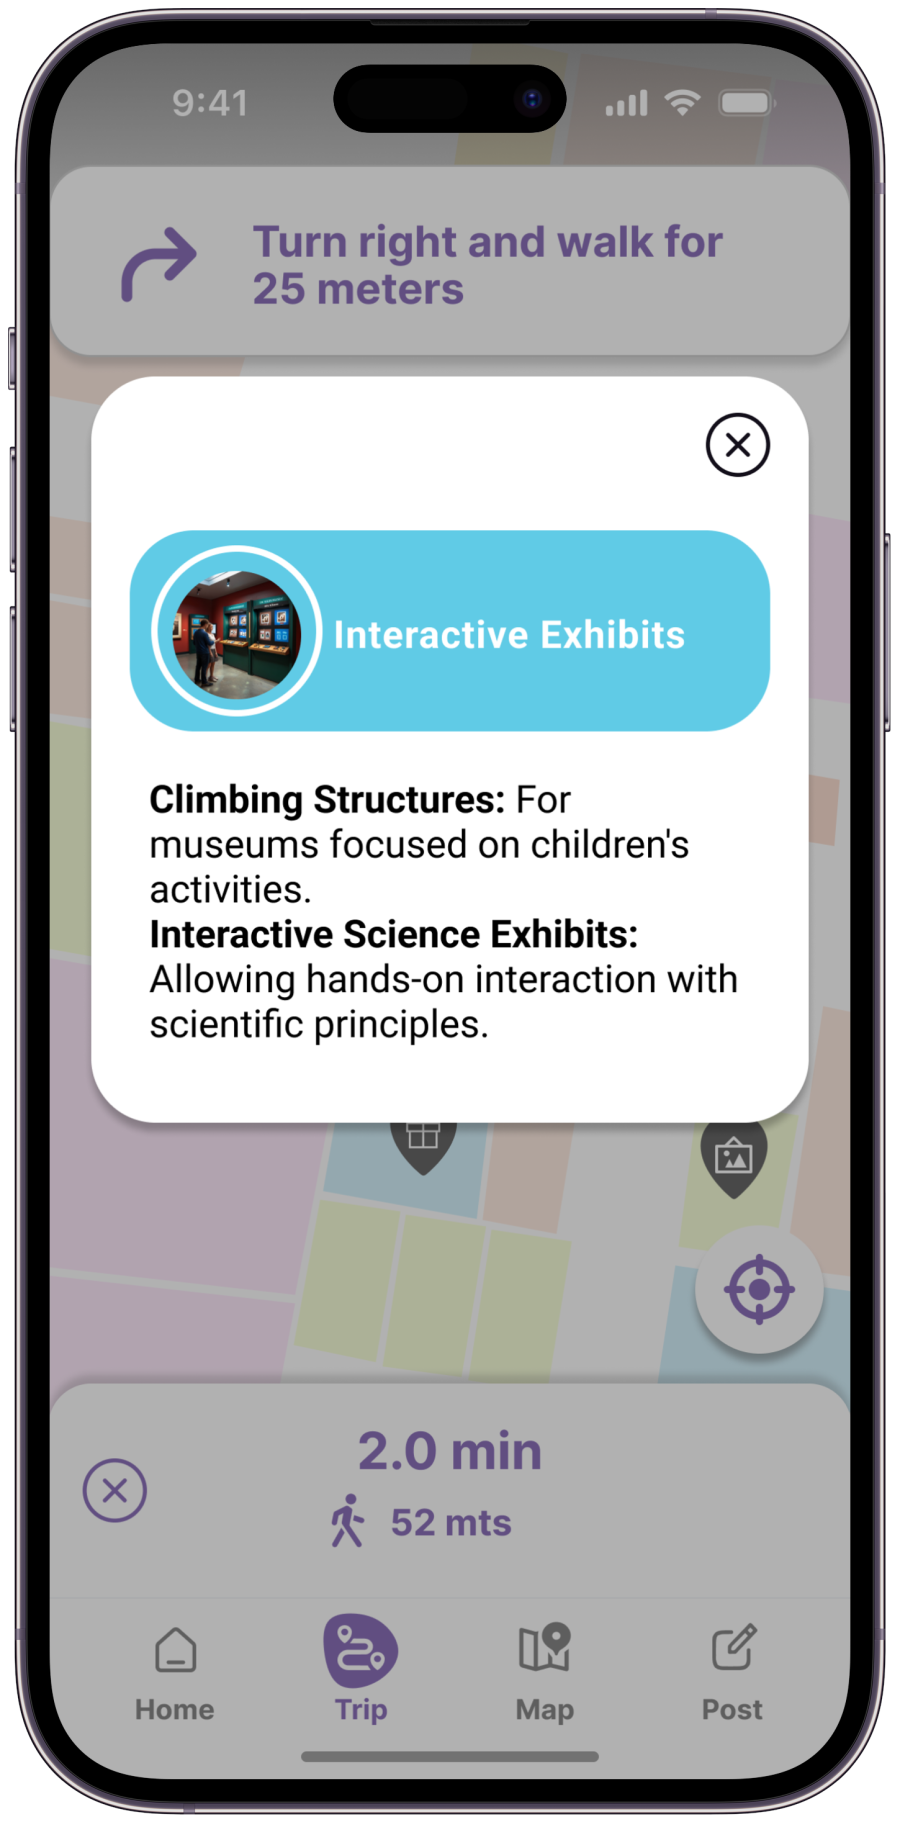 9:41
Turn right and walk for
25 meters
Interactive Exhibits
Climbing Structures: For
museums focused on children's
activities.
Interactive Science Exhibits:
Allowing hands-on interaction with
scientific principles.
2.0 min
52 mts
Home
Trip
Map
Post